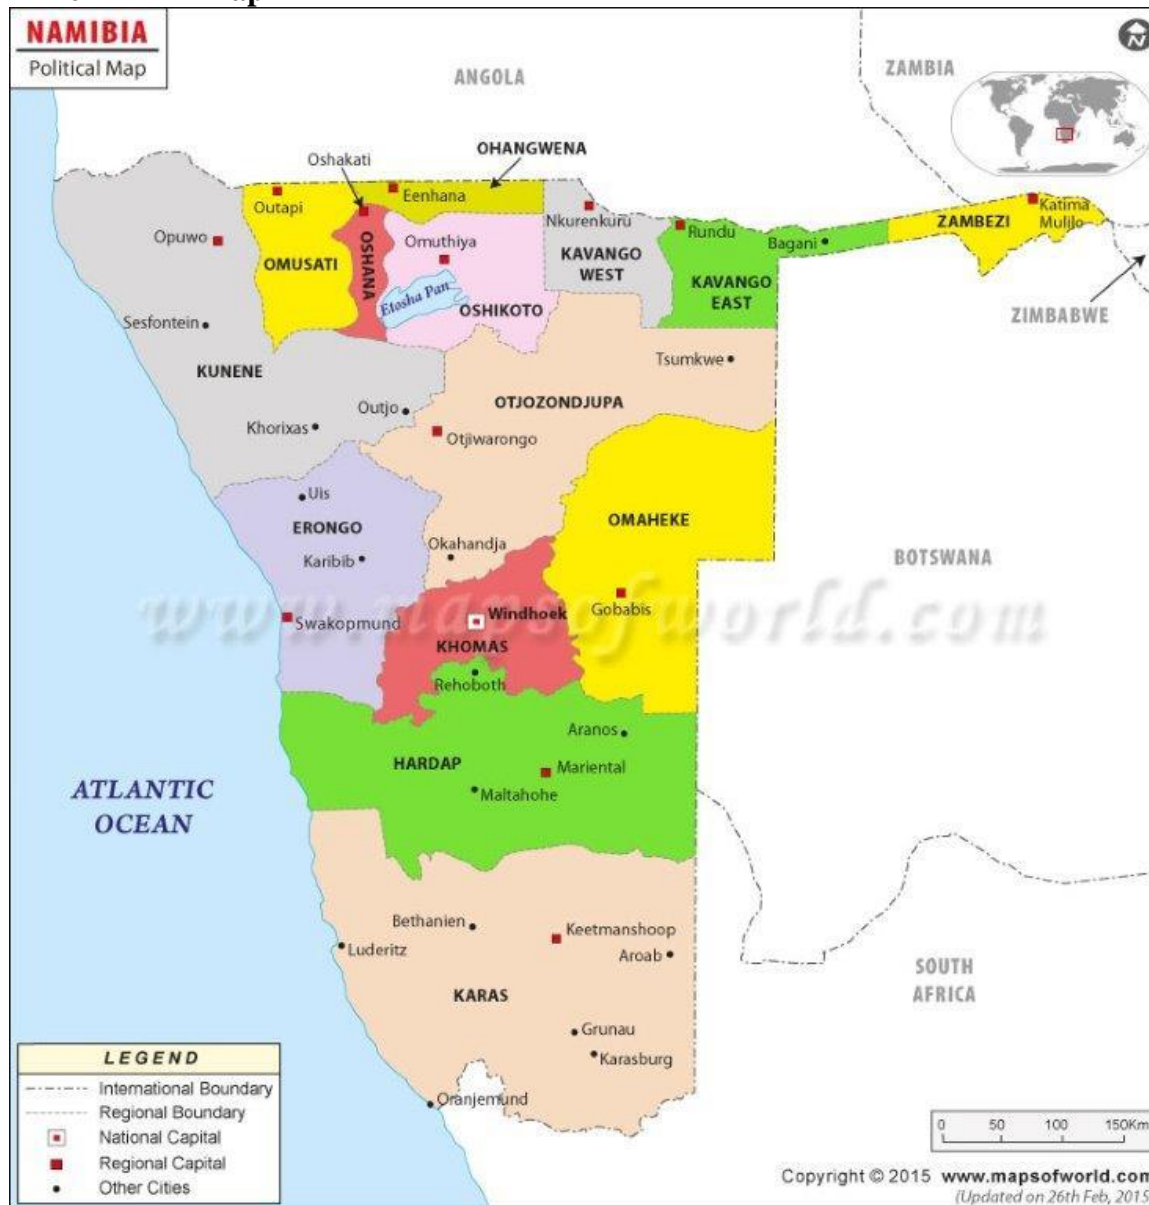 NAMIBIA
Political Map
ANGOLA
ZAMBIA
N
OHANGWENA
Oshakati
Eenhana
Outapi
Opuwo
OMUSATI
OSHANA
Omuthiya
Etosha Pan
OSHIKOTO
Nkurenkuru
KAVANGO
WEST
Rundu
Bagani
KAVANGO
EAST
ZAMBEZI
Katima
Mulilo
ZIMBABWE
Sesfontein
KUNENE
Tsumkwe
OTJOZONDJUPA
Outjo
Khorixas
Otjiwarongo
Uis
ERONGO
OMAHEKE
Karibib
Okahandja
BOTSWANA
www.mapsofworld.com
Swakopmund
Windhoek
Gobabis
KHOMAS
Rehoboth
Aranos
HARDAP
Mariental
Maltahohe
ATLANTIC
OCEAN
Bethanien
Keetmanshoop
Luderitz
Aroab
SOUTH
AFRICA
KARAS
Grunau
Karasburg
Oranjemund
LEGEND
International Boundary
Regional Boundary
National Capital
Regional Capital
Other Cities
0 50 100 150Km
Copyright © 2015 www.mapsofworld.com
(Updated on 26th Feb, 2015